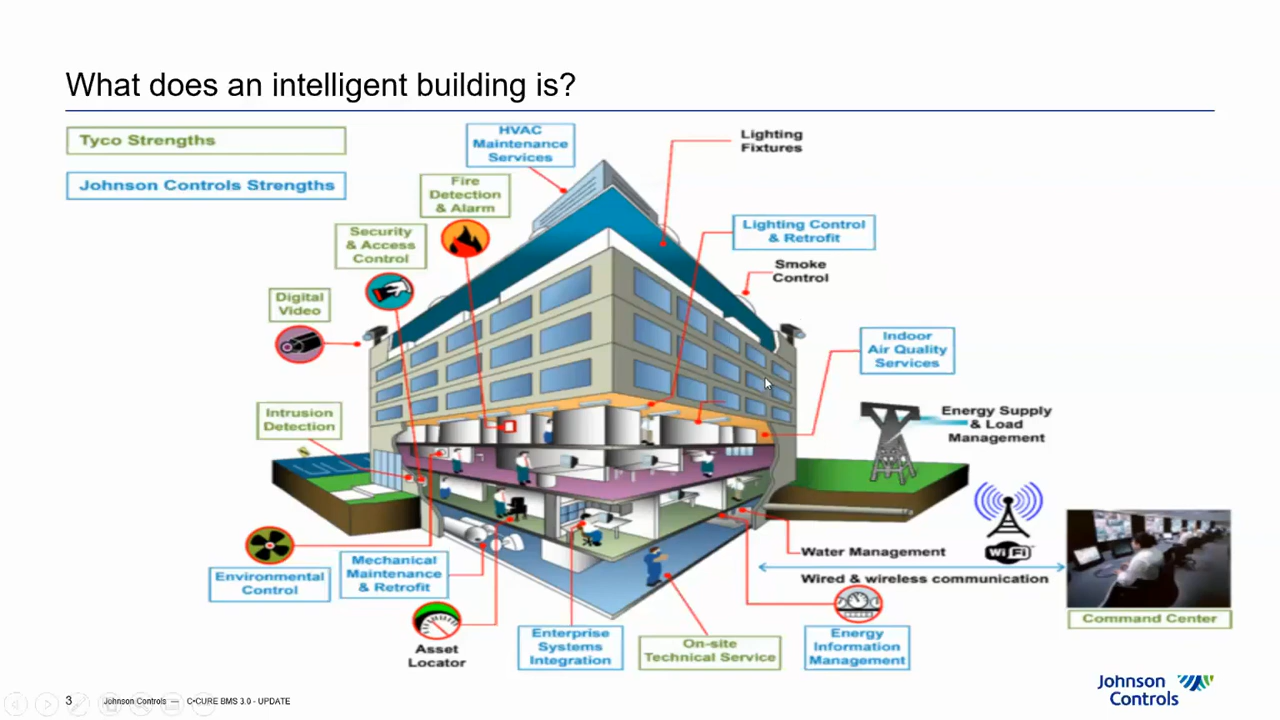 What does an intelligent building is?
Tyco Strengths
Johnson Controls Strengths
HVAC
Maintenance
Services
Lighting
Fixtures
Fire
Detection
& Alarm
Security
& Access
Control
Lighting Control
& Retrofit
Smoke
Control
Digital
Video
Indoor
Air Quality
Services
Intrusion
Detection
Energy Supply
& Load
Management
WiFi
Water Management
Wired & wireless communication
Mechanical
Maintenance
& Retrofit
Environmental
Control
Command Center
Asset
Locator
Enterprise
Systems
Integration
On-site
Technical Service
Energy
Information
Management
3
Johnson Controls — C•CURE BMS 3.0 - UPDATE
Johnson
Controls